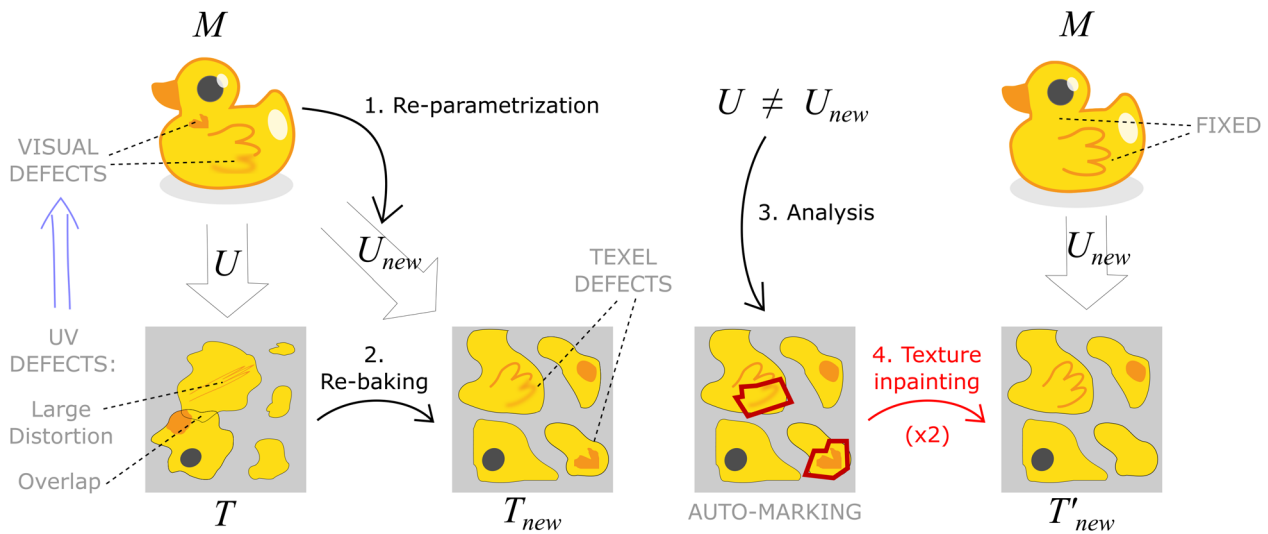 M
M
1. Re-parametrization
U ≠ U_new
FIXED
VISUAL
DEFECTS
3. Analysis
U
U_new
U_new
TEXEL
DEFECTS
UV
DEFECTS:
2.
Re-baking
4. Texture
inpainting
Large
Distortion
(x2)
Overlap
T
T_new
AUTO-MARKING
T'_new